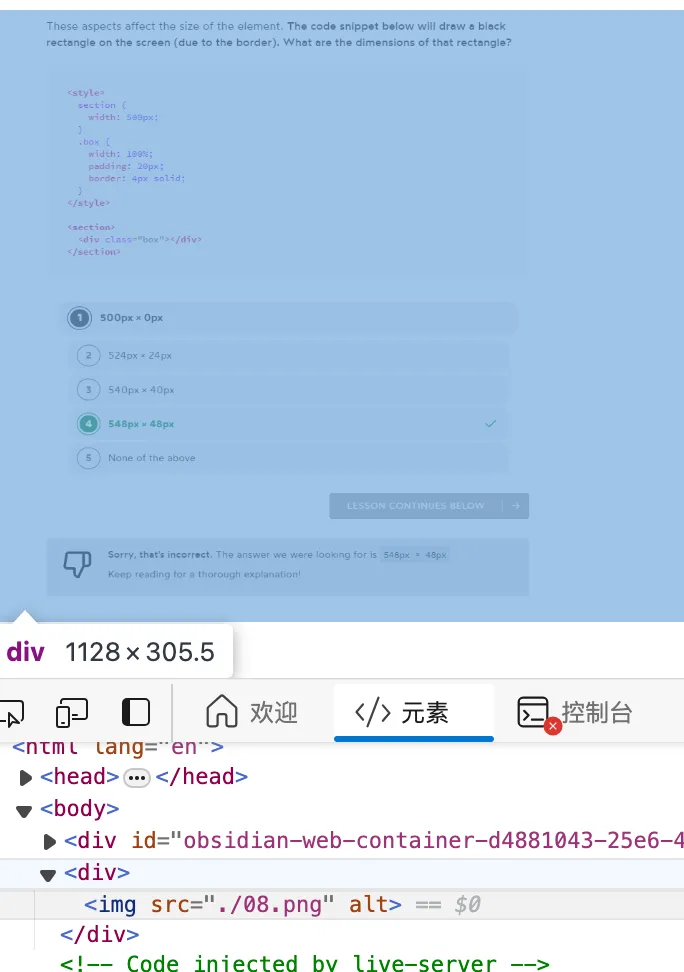 These aspects affect the size of the element. The code snippet below will draw a black
rectangle on the screen (due to the border). What are the dimensions of that rectangle?
<style>
section {
width: 500px;
}
.box {
width: 100%;
padding: 20px;
border: 4px solid;
}
</style>
<section>
<div class="box"></div>
</section>
1 500px × 0px
2 524px × 24px
3 540px × 40px
4 548px × 48px
5 None of the above
LESSON CONTINUES BELOW →
Sorry, that's incorrect. The answer we were looking for is 548px × 48px
Keep reading for a thorough explanation!
div 1128 × 305.5
欢迎 </> 元素 控制台
<html lang="en">
<head> ••• </head>
<body>
<div id="obsidian-web-container-d4881043-25e6-4
<div>
<img src="./08.png" alt> == $0
</div>
<!-- Code injected by live-server -->